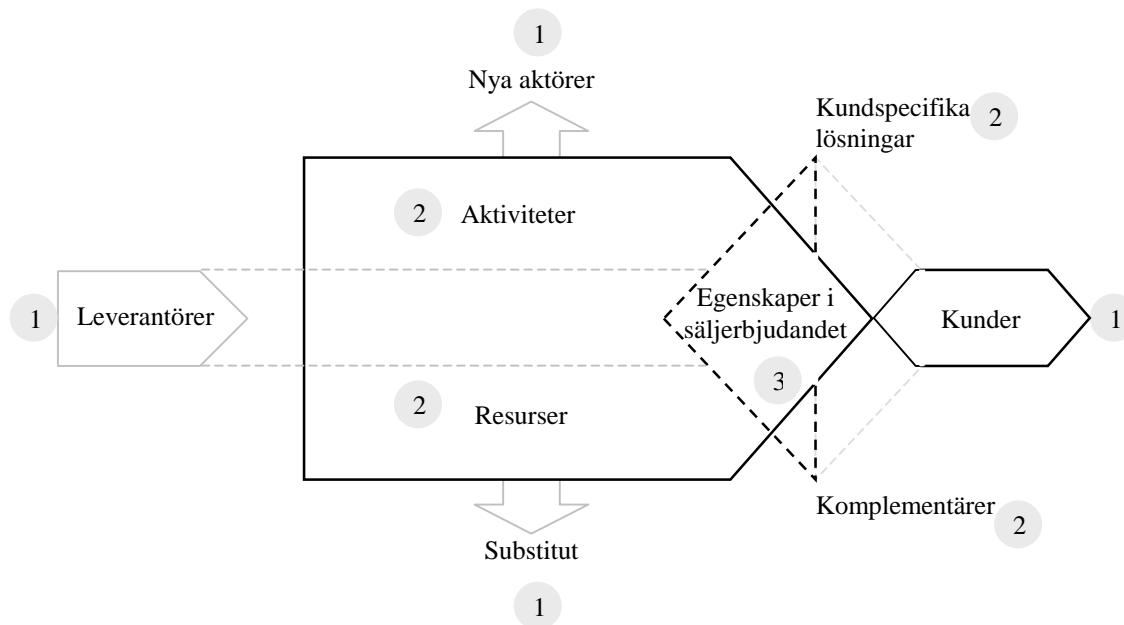 1
Nya aktörer
Kundspecifika 2
lösningar
2 Aktiviteter
1 Leverantörer
Egenskaper i
säljerbjudandet
3
Kunder 1
2 Resurser
Komplementärer 2
Substitut
1